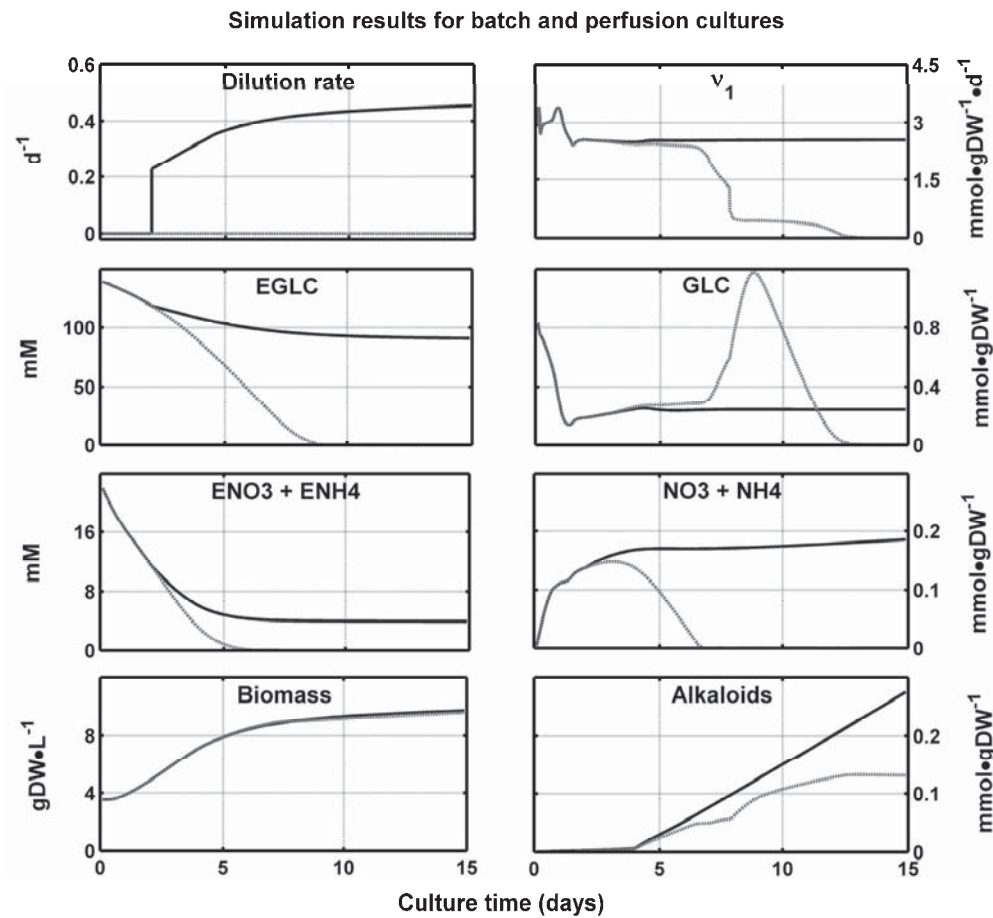 Simulation results for batch and perfusion cultures
0.6
0.4
0.2
0
d⁻¹
Dilution rate
ν₁
4.5
3
1.5
0
mmol•gDW⁻¹•d⁻¹
100
50
0
mM
EGLC
GLC
0.8
0.4
0
mmol•gDW⁻¹
16
8
0
mM
ENO3 + ENH4
NO3 + NH4
0.2
0.1
0
mmol•gDW⁻¹
8
4
0
gDW•L⁻¹
Biomass
Alkaloids
0.2
0.1
0
mmol•gDW⁻¹
0 5 10 15
0 5 10 15
Culture time (days)